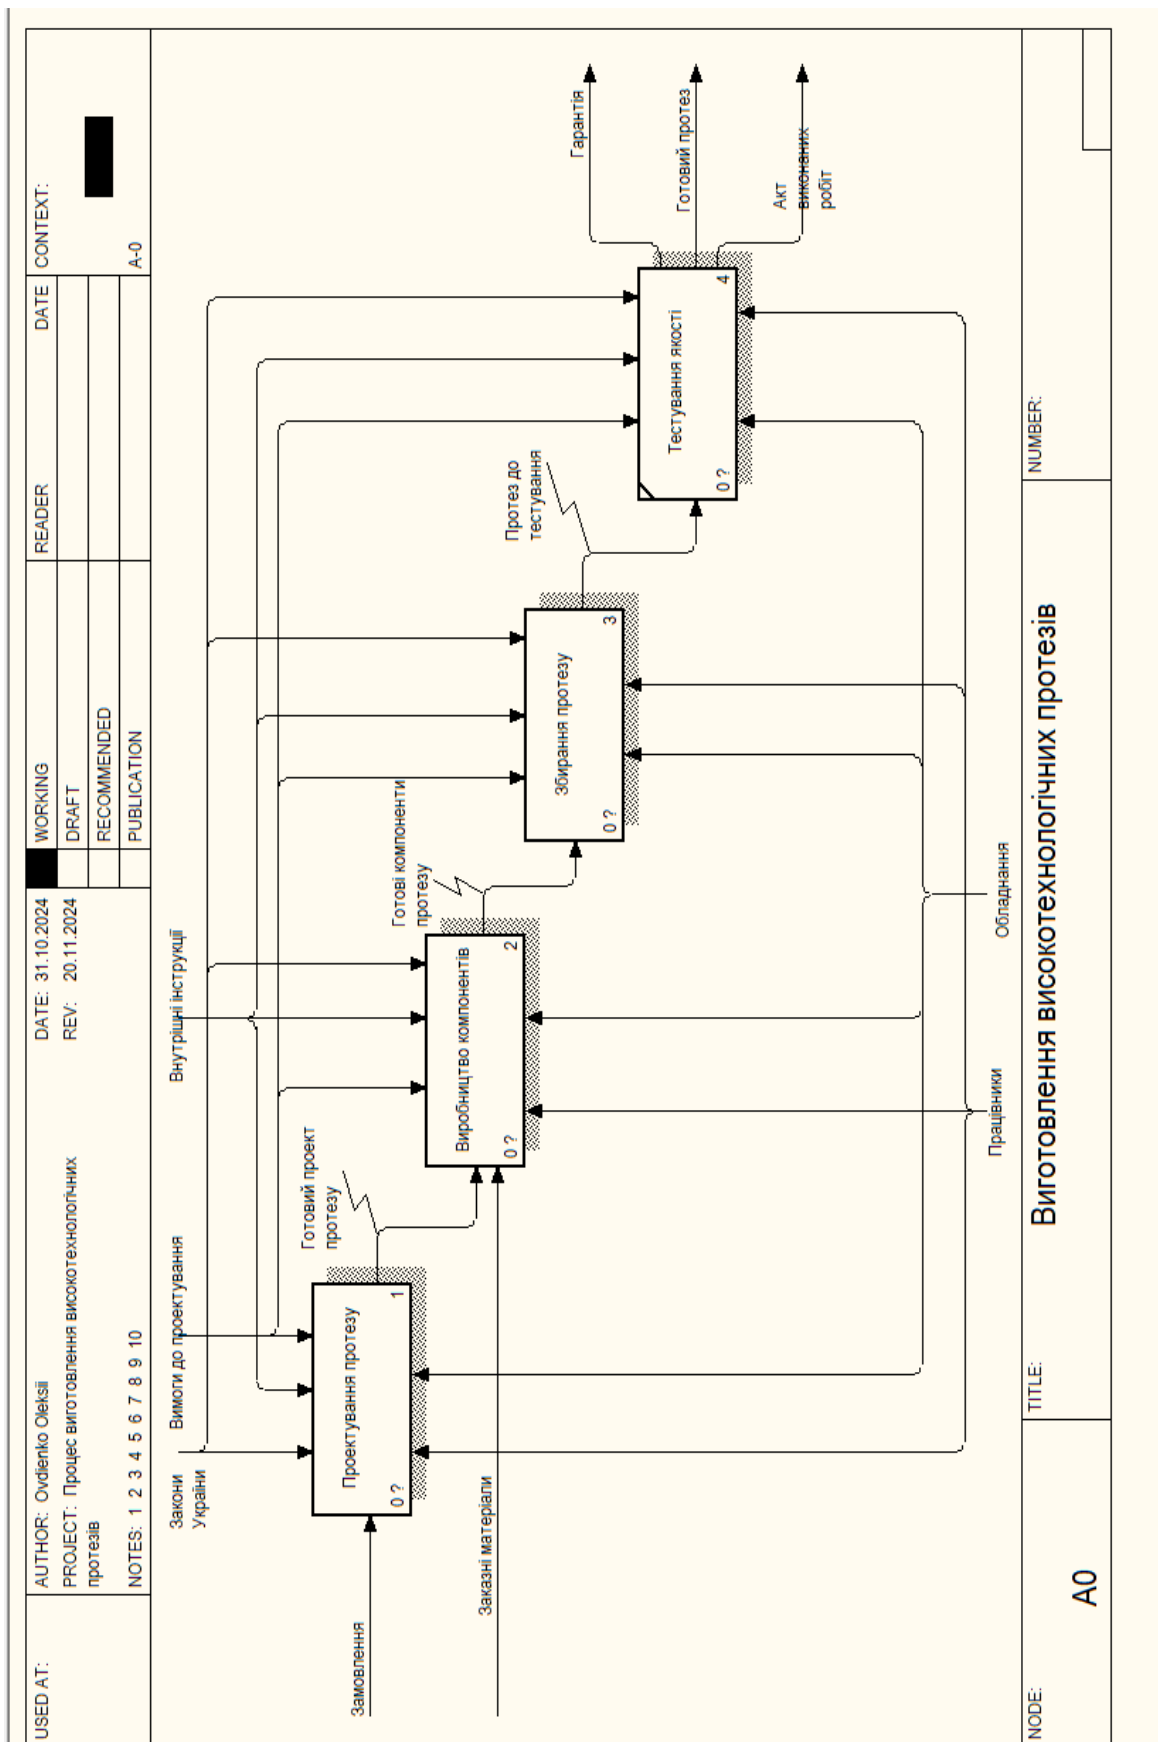 USED AT:
AUTHOR: Ovdienko Oleksii
DATE: 31.10.2024
PROJECT: Процес виготовлення високотехнологічних
протезів
REV: 20.11.2024
NOTES: 1 2 3 4 5 6 7 8 9 10
WORKING
DRAFT
RECOMMENDED
PUBLICATION
READER
DATE
CONTEXT:
A-0
Закони
України
Вимоги до проектування
Внутрішні інструкції
Замовлення
Заказні матеріали
Проектування протезу
0 ?
1
Готовий проект
протезу
Виробництво компонентів
0 ?
2
Готові компоненти
протезу
Збирання протезу
0 ?
3
Протез до
тестування
Тестування якості
0 ?
4
Гарантія
Готовий протез
Акт
виконаних
робіт
Працівники
Обладнання
NODE:
A0
TITLE:
Виготовлення високотехнологічних протезів
NUMBER: